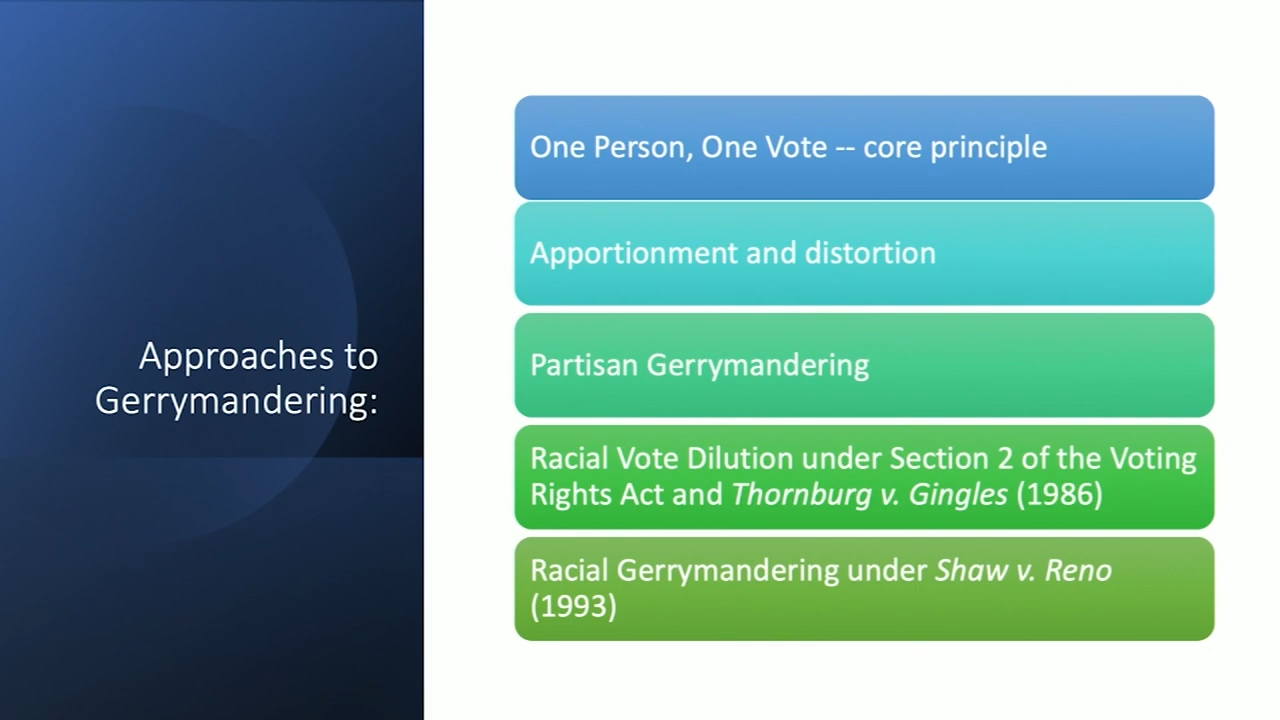 Approaches to
Gerrymandering:
One Person, One Vote -- core principle
Apportionment and distortion
Partisan Gerrymandering
Racial Vote Dilution under Section 2 of the Voting
Rights Act and Thornburg v. Gingles (1986)
Racial Gerrymandering under Shaw v. Reno
(1993)